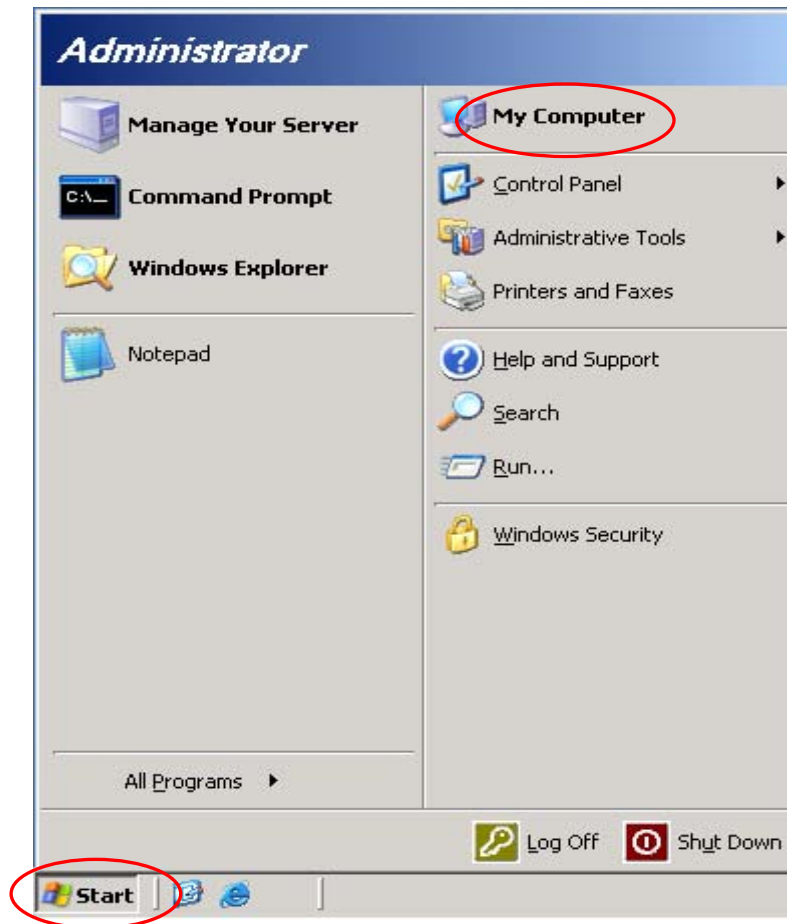 Administrator
Manage Your Server
C:\_
Command Prompt
Windows Explorer
Notepad
All Programs
My Computer
Control Panel
Administrative Tools
Printers and Faxes
Help and Support
Search
Run...
Windows Security
Log Off
Shut Down
Start